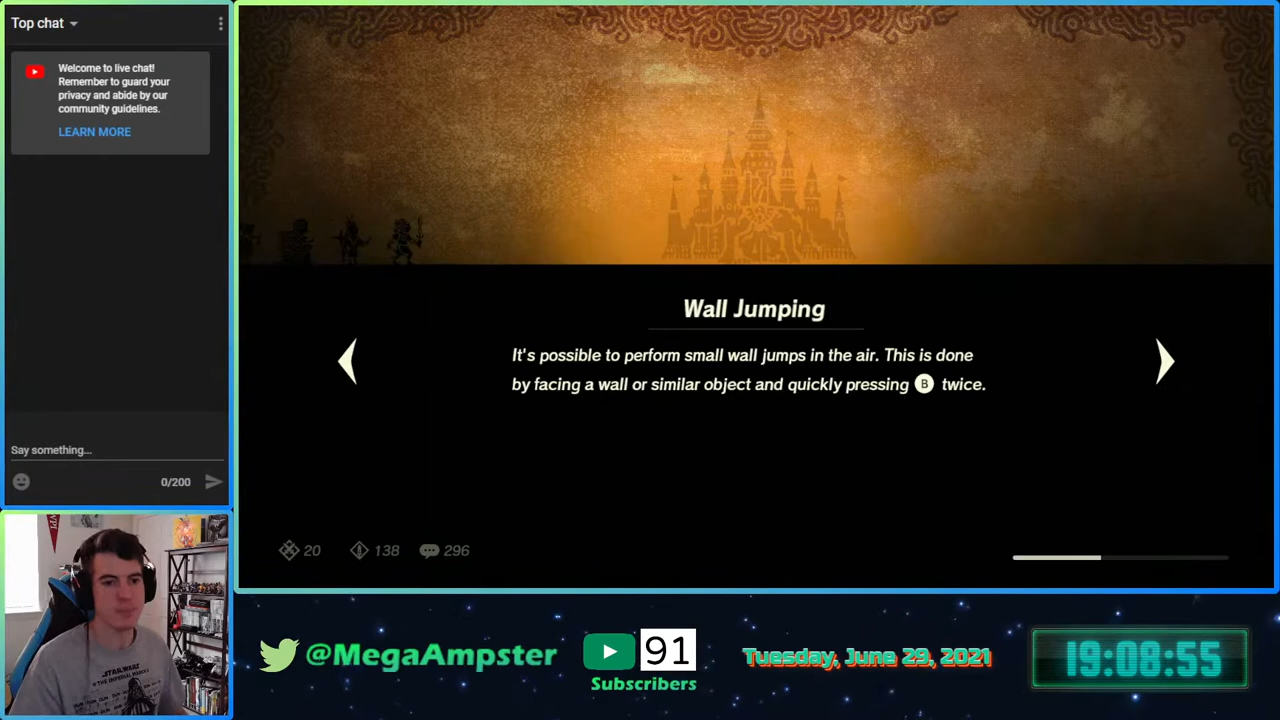 Top chat
Welcome to live chat!
Remember to guard your
privacy and abide by our
community guidelines.
LEARN MORE
Say something...
0/200
Wall Jumping
It's possible to perform small wall jumps in the air. This is done
by facing a wall or similar object and quickly pressing B twice.
20 138 296
@MegaAmpster
91
Subscribers
Tuesday, June 29, 2021
19:08:55
STAR WARS